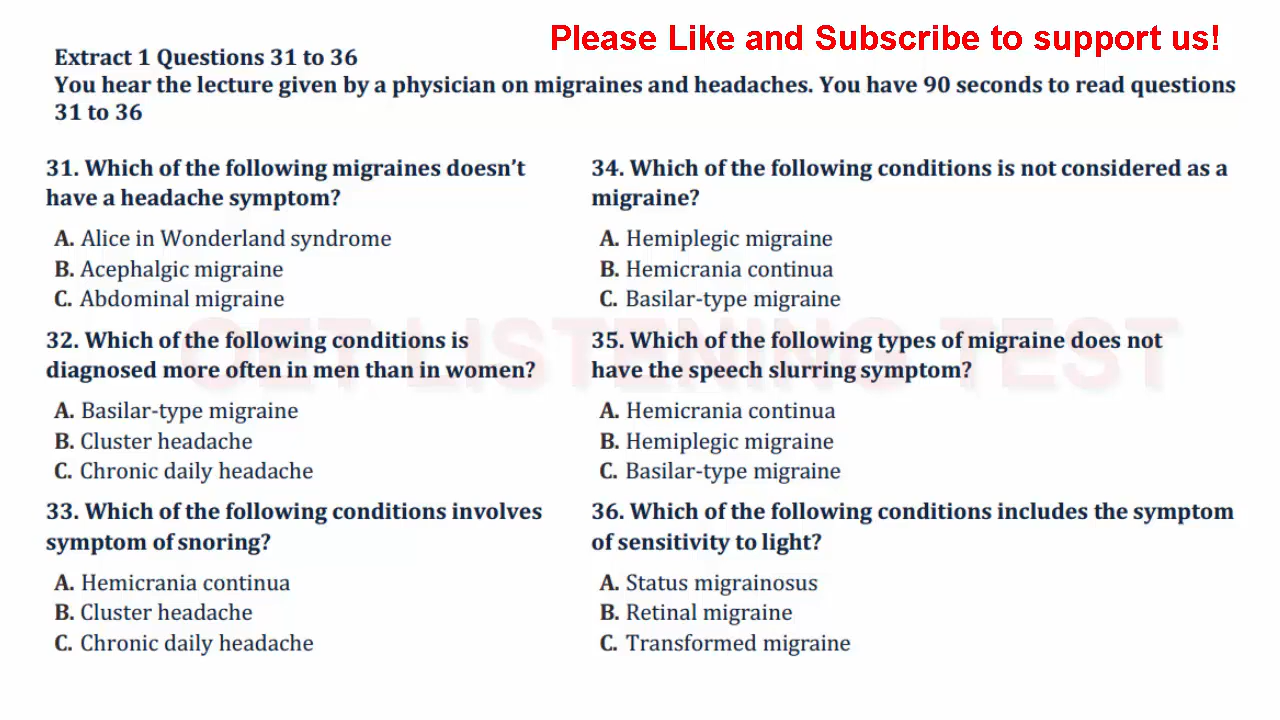 Please Like and Subscribe to support us!
Extract 1 Questions 31 to 36
You hear the lecture given by a physician on migraines and headaches. You have 90 seconds to read questions
31 to 36
31. Which of the following migraines doesn't
have a headache symptom?
A. Alice in Wonderland syndrome
B. Acephalgic migraine
C. Abdominal migraine
32. Which of the following conditions is
diagnosed more often in men than in women?
A. Basilar-type migraine
B. Cluster headache
C. Chronic daily headache
33. Which of the following conditions involves
symptom of snoring?
A. Hemicrania continua
B. Cluster headache
C. Chronic daily headache
34. Which of the following conditions is not considered as a
migraine?
A. Hemiplegic migraine
B. Hemicrania continua
C. Basilar-type migraine
35. Which of the following types of migraine does not
have the speech slurring symptom?
A. Hemicrania continua
B. Hemiplegic migraine
C. Basilar-type migraine
36. Which of the following conditions includes the symptom
of sensitivity to light?
A. Status migrainosus
B. Retinal migraine
C. Transformed migraine
OET LISTENING TEST